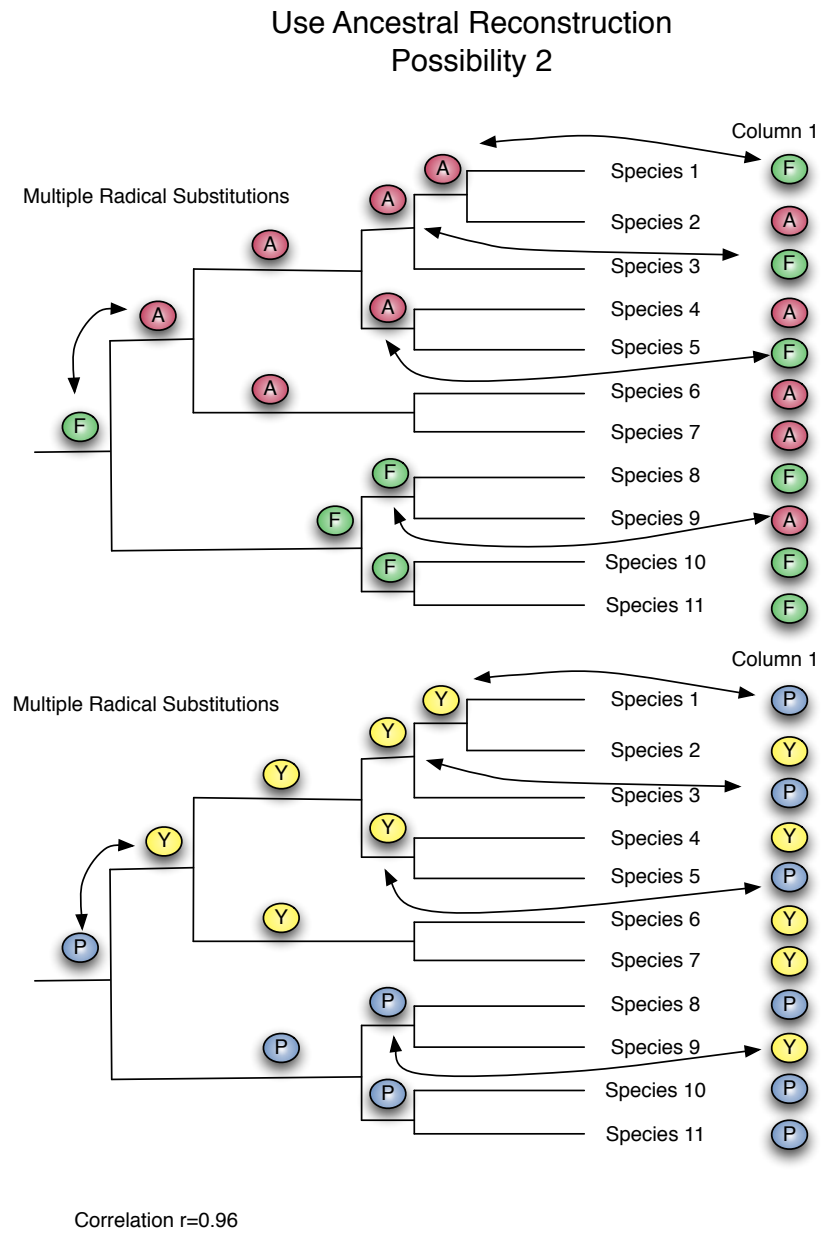 Use Ancestral Reconstruction
Possibility 2
Column 1
A
Species 1
F
Multiple Radical Substitutions
A
Species 2
A
A
Species 3
F
A
A
Species 4
A
Species 5
F
A
Species 6
A
F
Species 7
A
F
Species 8
F
F
Species 9
A
F
Species 10
F
Species 11
F
Column 1
Y
Species 1
P
Multiple Radical Substitutions
Y
Species 2
Y
Y
Species 3
P
Y
Y
Species 4
Y
Species 5
P
Y
Species 6
Y
P
Species 7
Y
P
Species 8
P
P
Species 9
Y
P
Species 10
P
Species 11
P
Correlation r=0.96